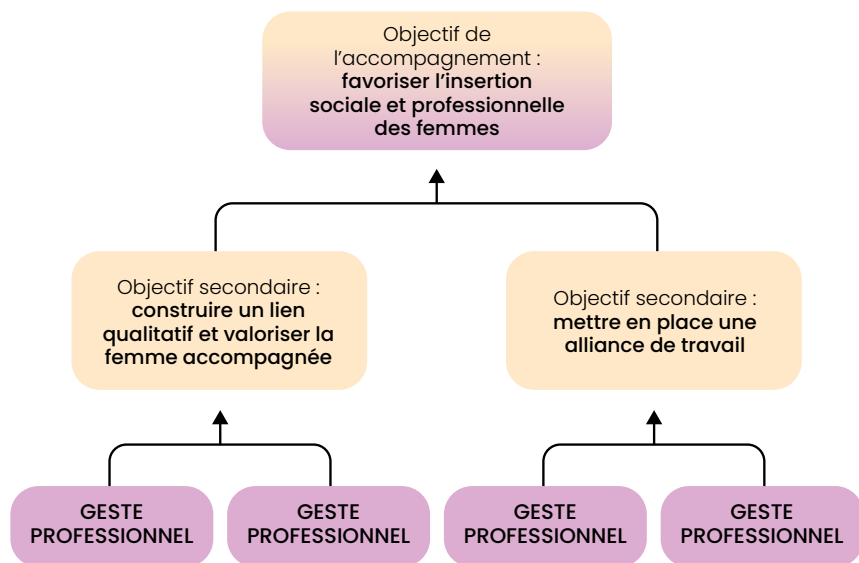 Objectif de
l’accompagnement :
favoriser l’insertion
sociale et professionnelle
des femmes
Objectif secondaire :
construire un lien
qualitatif et valoriser la
femme accompagnée
Objectif secondaire :
mettre en place une
alliance de travail
GESTE
PROFESSIONNEL
GESTE
PROFESSIONNEL
GESTE
PROFESSIONNEL
GESTE
PROFESSIONNEL